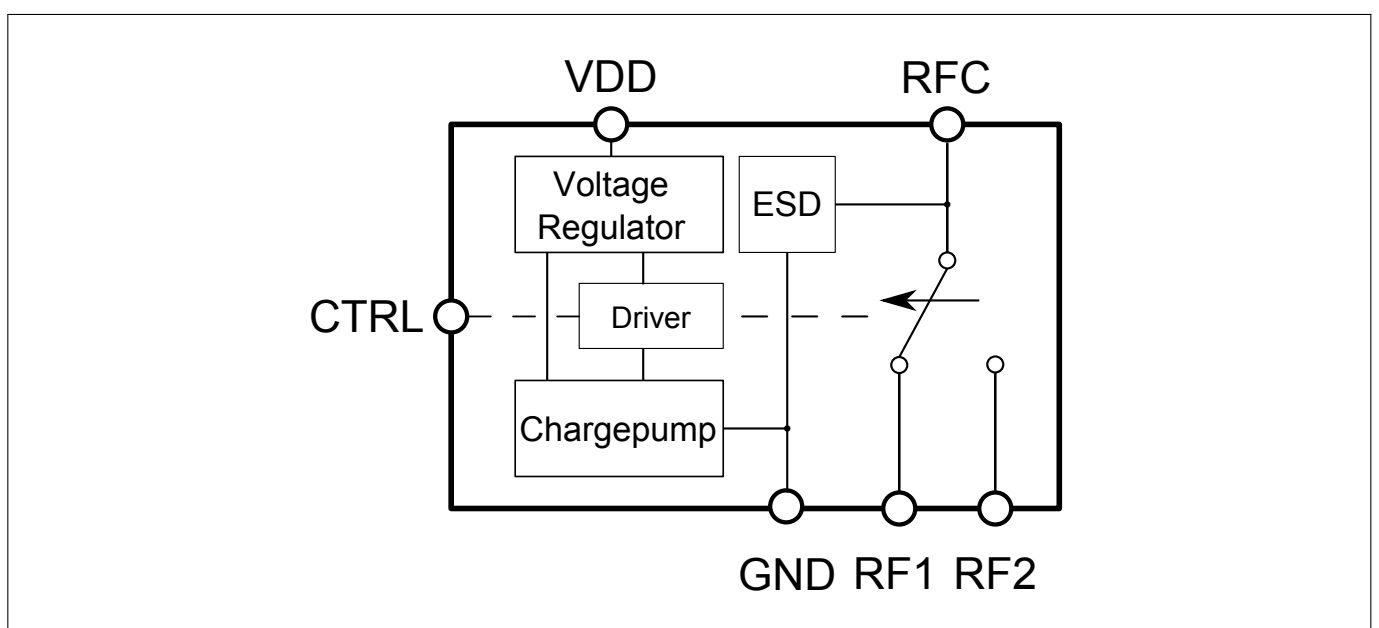 VDD
RFC
Voltage
Regulator
ESD
CTRL
Driver
Chargepump
GND RF1 RF2